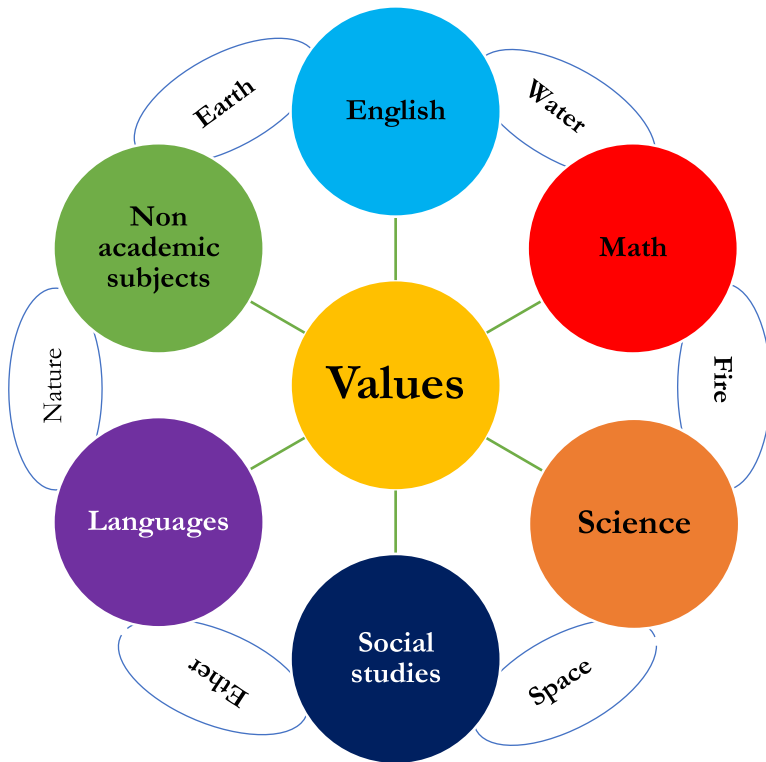 Earth
English
Water
Non
academic
subjects
Math
Nature
Values
Fire
Languages
Science
Social
studies
Ether
Space